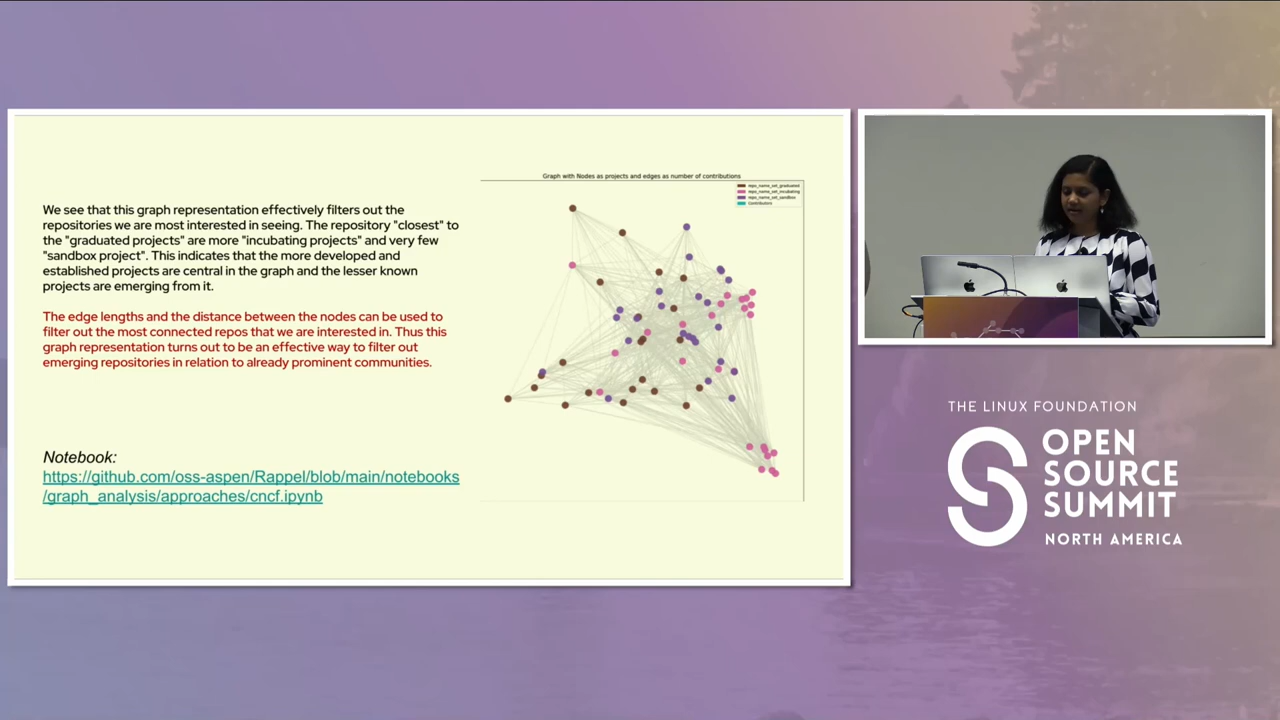 We see that this graph representation effectively filters out the
repositories we are most interested in seeing. The repository "closest" to
the "graduated projects" are more "incubating projects" and very few
"sandbox project". This indicates that the more developed and
established projects are central in the graph and the lesser known
projects are emerging from it.
The edge lengths and the distance between the nodes can be used to
filter out the most connected repos that we are interested in. Thus this
graph representation turns out to be an effective way to filter out
emerging repositories in relation to already prominent communities.
Notebook:
https://github.com/oss-aspen/Rappel/blob/main/notebooks
/graph_analysis/approaches/cncf.ipynb
Graph with Nodes as projects and edges as number of contributions
repo_name_set_graduated
repo_name_set_incubating
repo_name_set_sandbox
Contributors
THE LINUX FOUNDATION
OPEN
SOURCE
SUMMIT
NORTH AMERICA